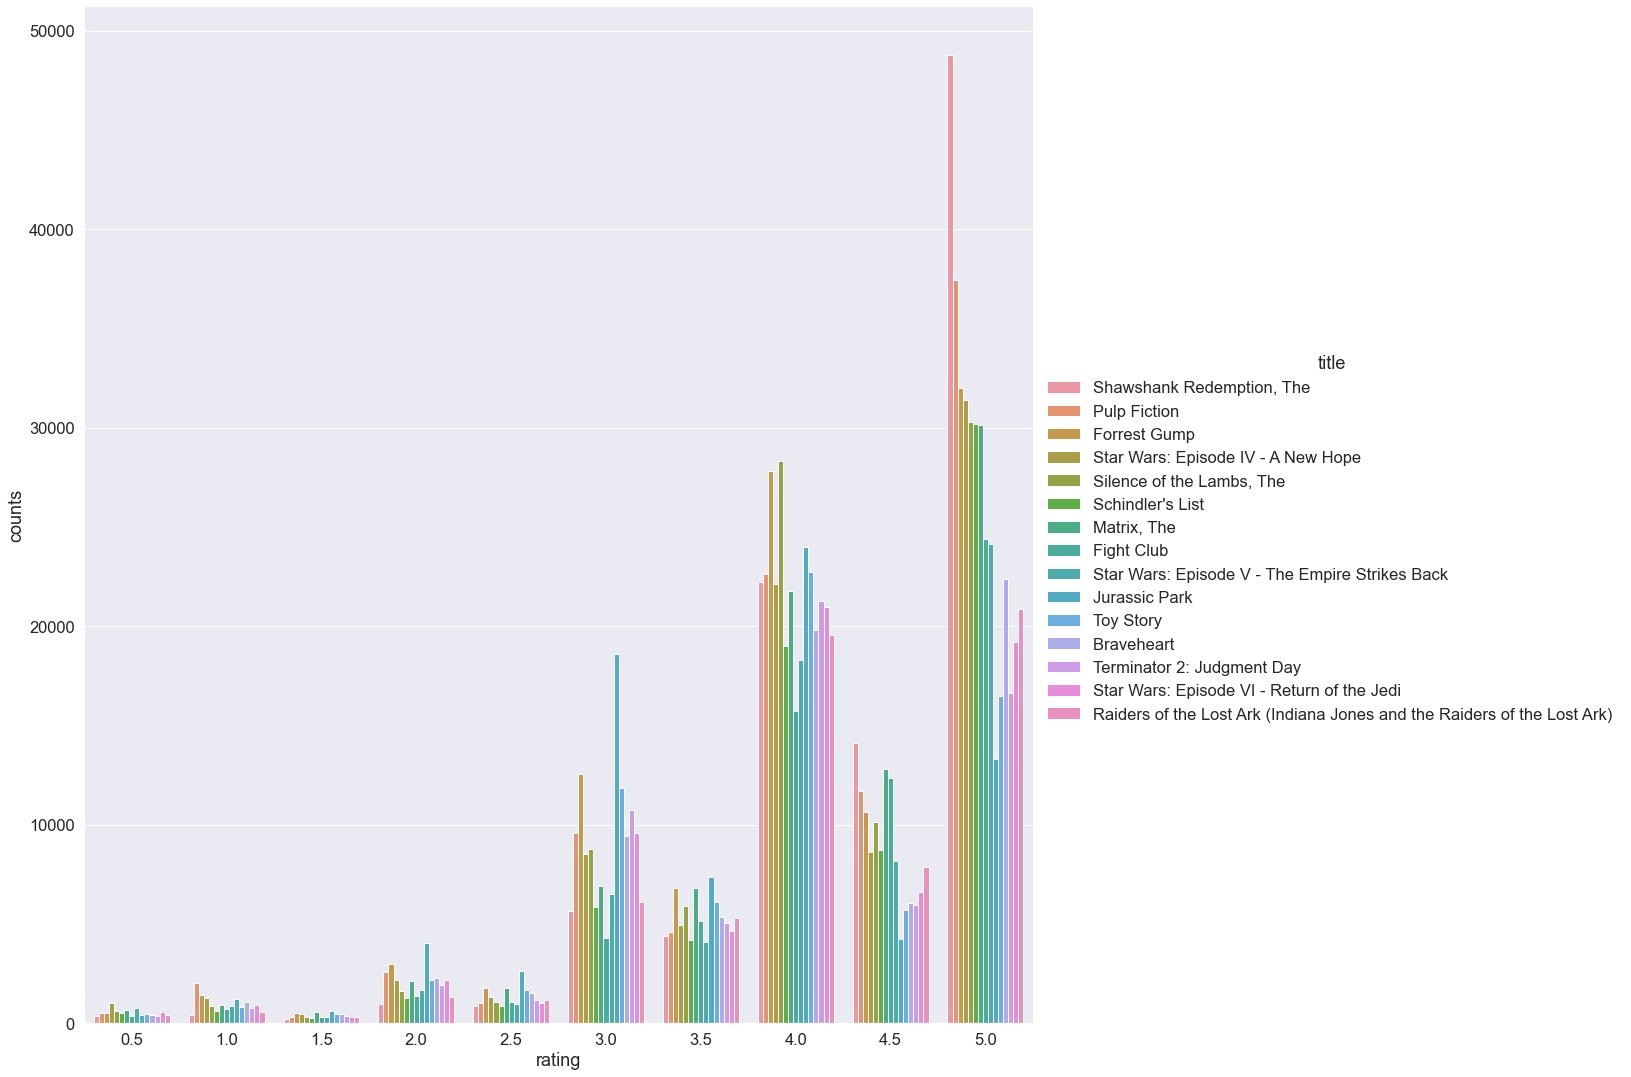 50000
40000
30000
20000
10000
0
counts
0.5 1.0 1.5 2.0 2.5 3.0 3.5 4.0 4.5 5.0
rating
title
Shawshank Redemption, The
Pulp Fiction
Forrest Gump
Star Wars: Episode IV - A New Hope
Silence of the Lambs, The
Schindler's List
Matrix, The
Fight Club
Star Wars: Episode V - The Empire Strikes Back
Jurassic Park
Toy Story
Braveheart
Terminator 2: Judgment Day
Star Wars: Episode VI - Return of the Jedi
Raiders of the Lost Ark (Indiana Jones and the Raiders of the Lost Ark)